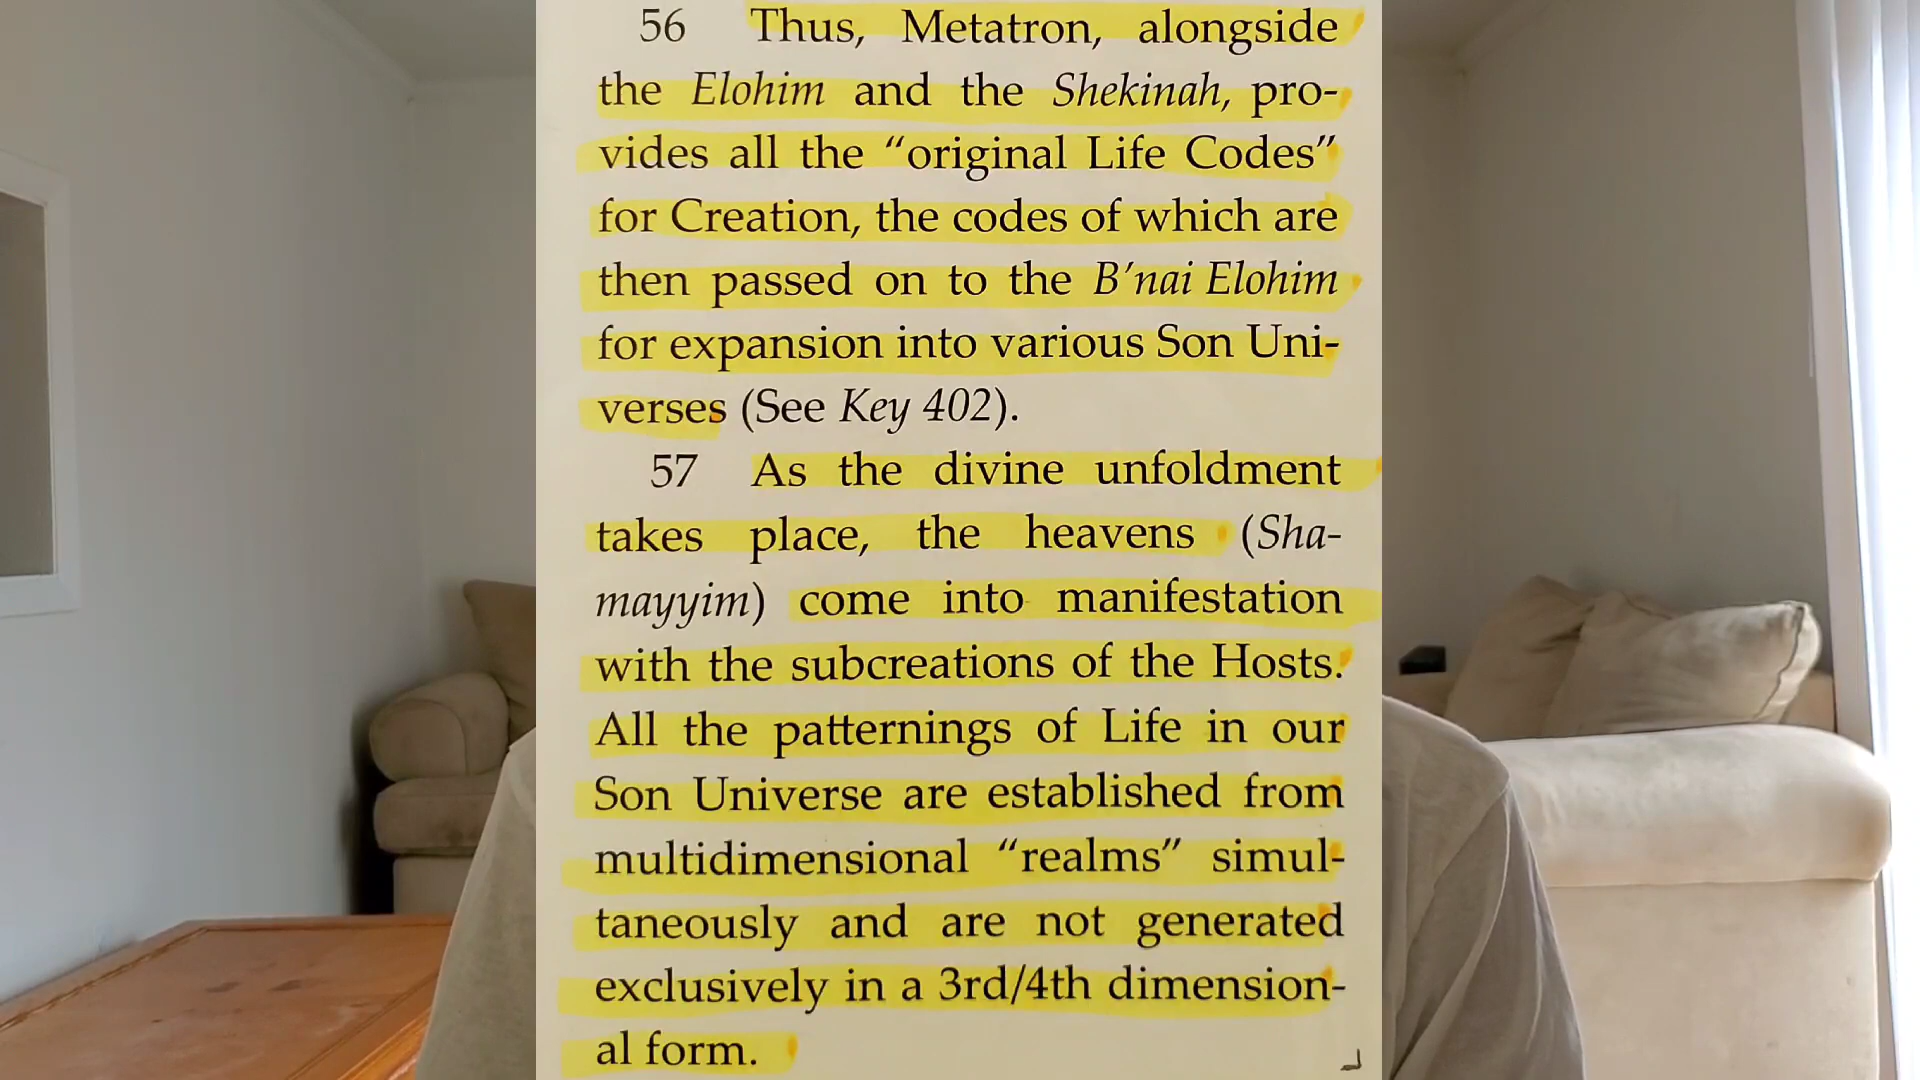 56 Thus, Metatron, alongside
the Elohim and the Shekinah, pro-
vides all the “original Life Codes”
for Creation, the codes of which are
then passed on to the B’nai Elohim
for expansion into various Son Uni-
verses (See Key 402).
57 As the divine unfoldment
takes place, the heavens (Sha-
mayyim) come into manifestation
with the subcreations of the Hosts.
All the patternings of Life in our
Son Universe are established from
multidimensional “realms” simul-
taneously and are not generated
exclusively in a 3rd/4th dimension-
al form.